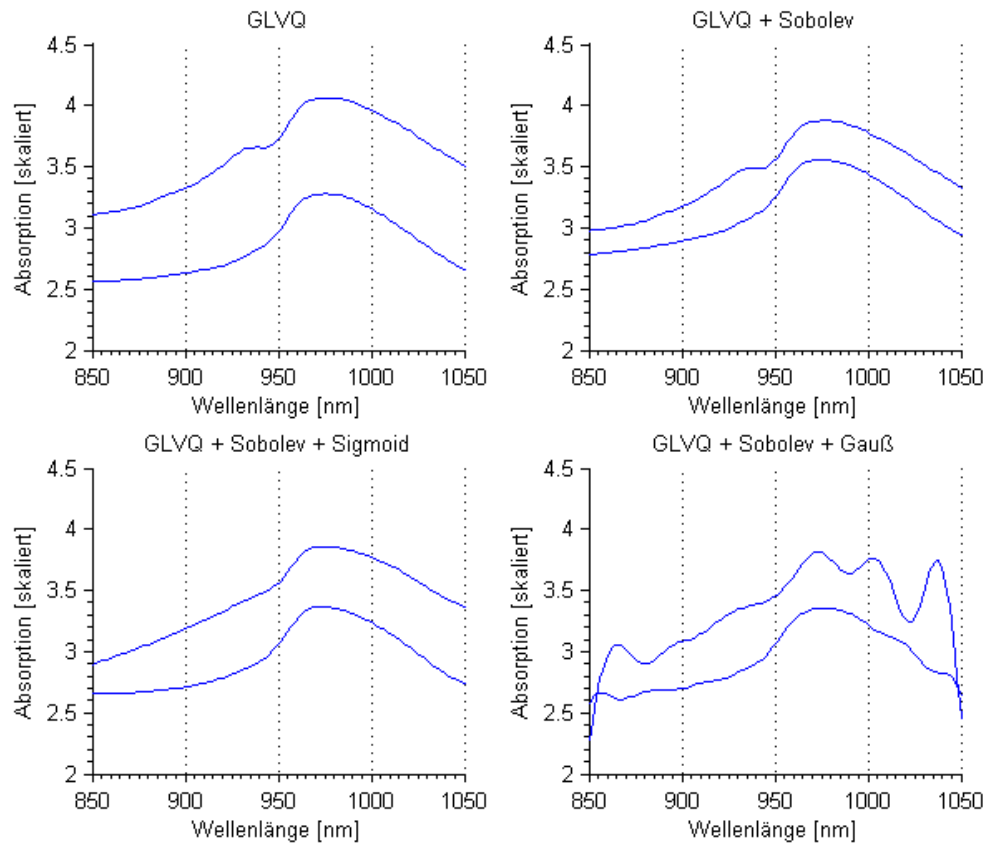 GLVQ
4.5
4
3.5
3
2.5
2
Absorption [skaliert]
850 900 950 1000 1050
Wellenlänge [nm]
GLVQ + Sobolev
4.5
4
3.5
3
2.5
2
Absorption [skaliert]
850 900 950 1000 1050
Wellenlänge [nm]
GLVQ + Sobolev + Sigmoid
4.5
4
3.5
3
2.5
2
Absorption [skaliert]
850 900 950 1000 1050
Wellenlänge [nm]
GLVQ + Sobolev + Gauß
4.5
4
3.5
3
2.5
2
Absorption [skaliert]
850 900 950 1000 1050
Wellenlänge [nm]